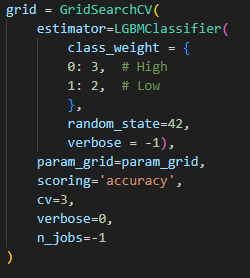 grid = GridSearchCV(
    estimator=LGBMClassifier(
        class_weight = {
        0: 3,  # High
        1: 2,  # Low
        },
        random_state=42,
        verbose = -1),
    param_grid=param_grid,
    scoring='accuracy',
    cv=3,
    verbose=0,
    n_jobs=-1
)